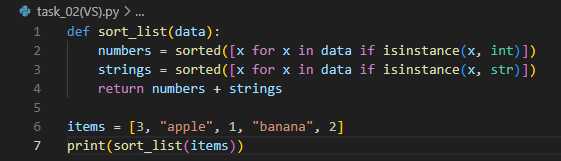 task_02(VS).py > ...
1 def sort_list(data):
2     numbers = sorted([x for x in data if isinstance(x, int)])
3     strings = sorted([x for x in data if isinstance(x, str)])
4     return numbers + strings
5
6 items = [3, "apple", 1, "banana", 2]
7 print(sort_list(items))